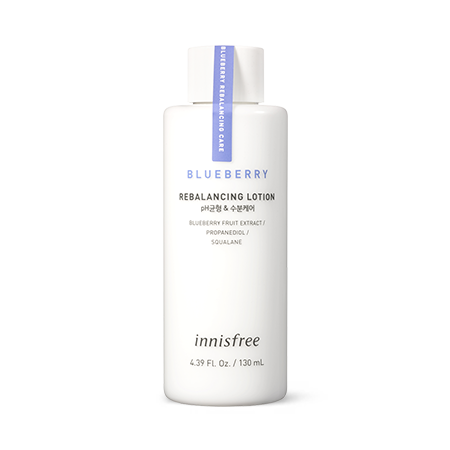 BLUEBERRY REBALANCING CARE
BLUEBERRY
REBALANCING LOTION
pH균형 & 수분케어
BLUEBERRY FRUIT EXTRACT /
PROPANEDIOL /
SQUALANE
innisfree
4.39 Fl. Oz. / 130 mL